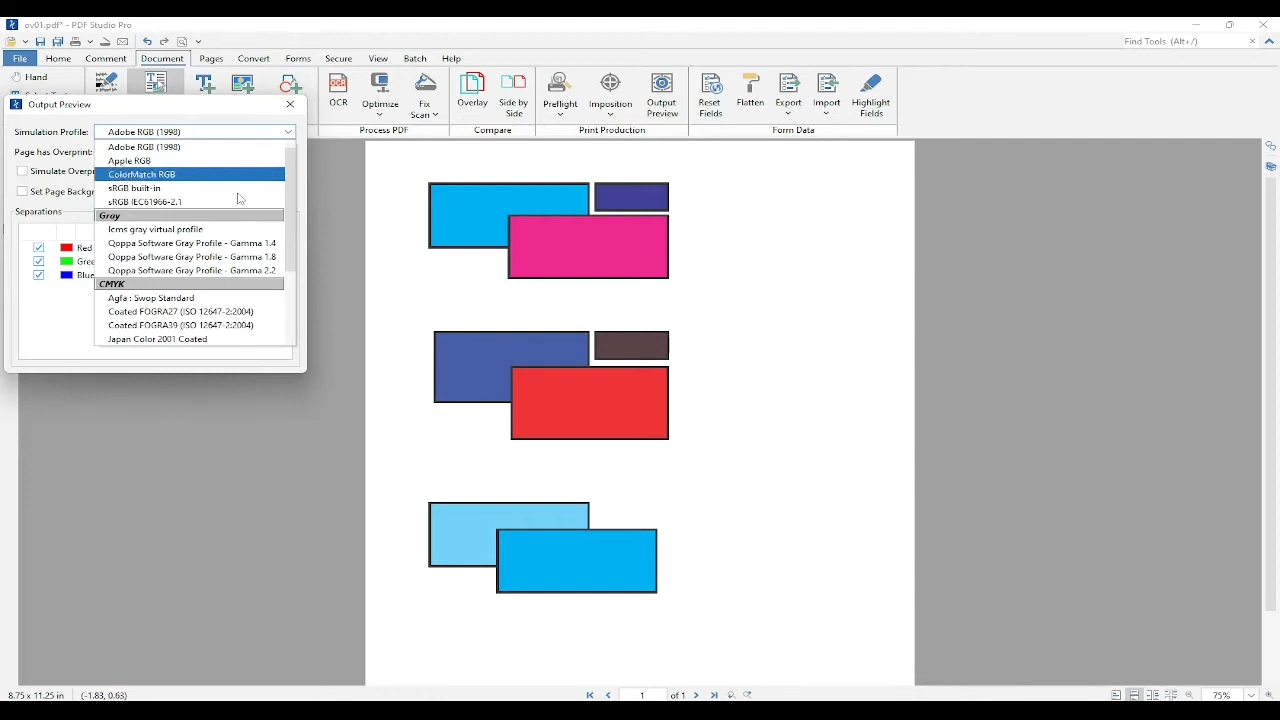 ov01.pdf* - PDF Studio Pro
Find Tools (Alt+/)
File Home Comment Document Pages Convert Forms Secure View Batch Help
Hand
OCR Optimize Fix Scan Overlay Side by Side Preflight Imposition Output Preview Reset Fields Flatten Export Import Highlight Fields
Process PDF Compare Print Production Form Data
Output Preview
Simulation Profile: Adobe RGB (1998)
Page has Overprint:
Simulate Overp
Set Page Backg
Separations
Red
Gree
Blue
Adobe RGB (1998)
Apple RGB
ColorMatch RGB
sRGB built-in
sRGB IEC61966-2.1
Gray
lcms gray virtual profile
Qoppa Software Gray Profile - Gamma 1.4
Qoppa Software Gray Profile - Gamma 1.8
Qoppa Software Gray Profile - Gamma 2.2
CMYK
Agfa : Swop Standard
Coated FOGRA27 (ISO 12647-2:2004)
Coated FOGRA39 (ISO 12647-2:2004)
Japan Color 2001 Coated
8.75 x 11.25 in (-1.83, 0.63) 1 of 1 75%